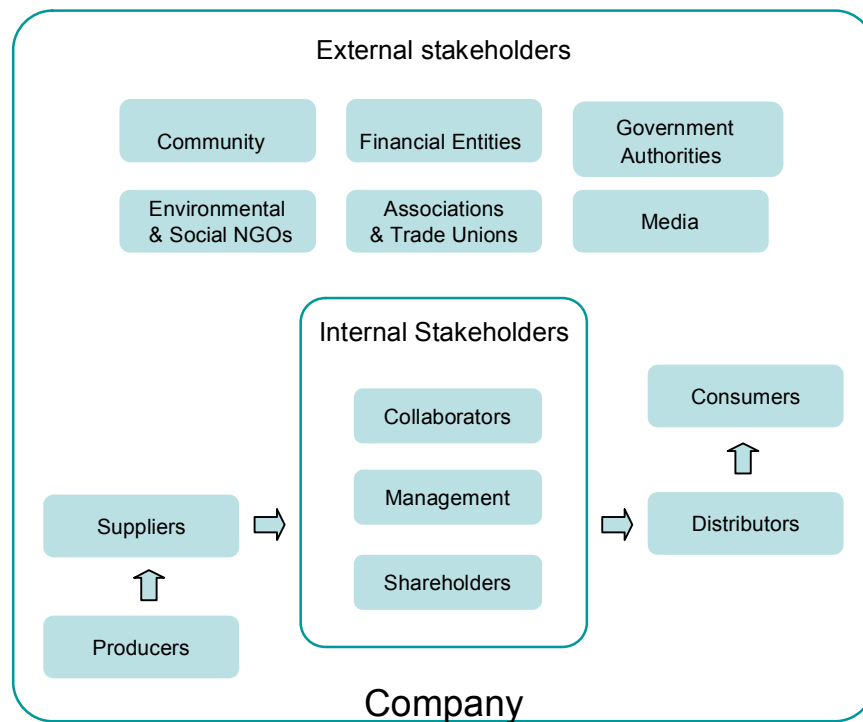 External stakeholders
Community
Financial Entities
Government
Authorities
Environmental
& Social NGOs
Associations
& Trade Unions
Media
Internal Stakeholders
Collaborators
Management
Shareholders
Consumers
Distributors
Suppliers
Producers
Company